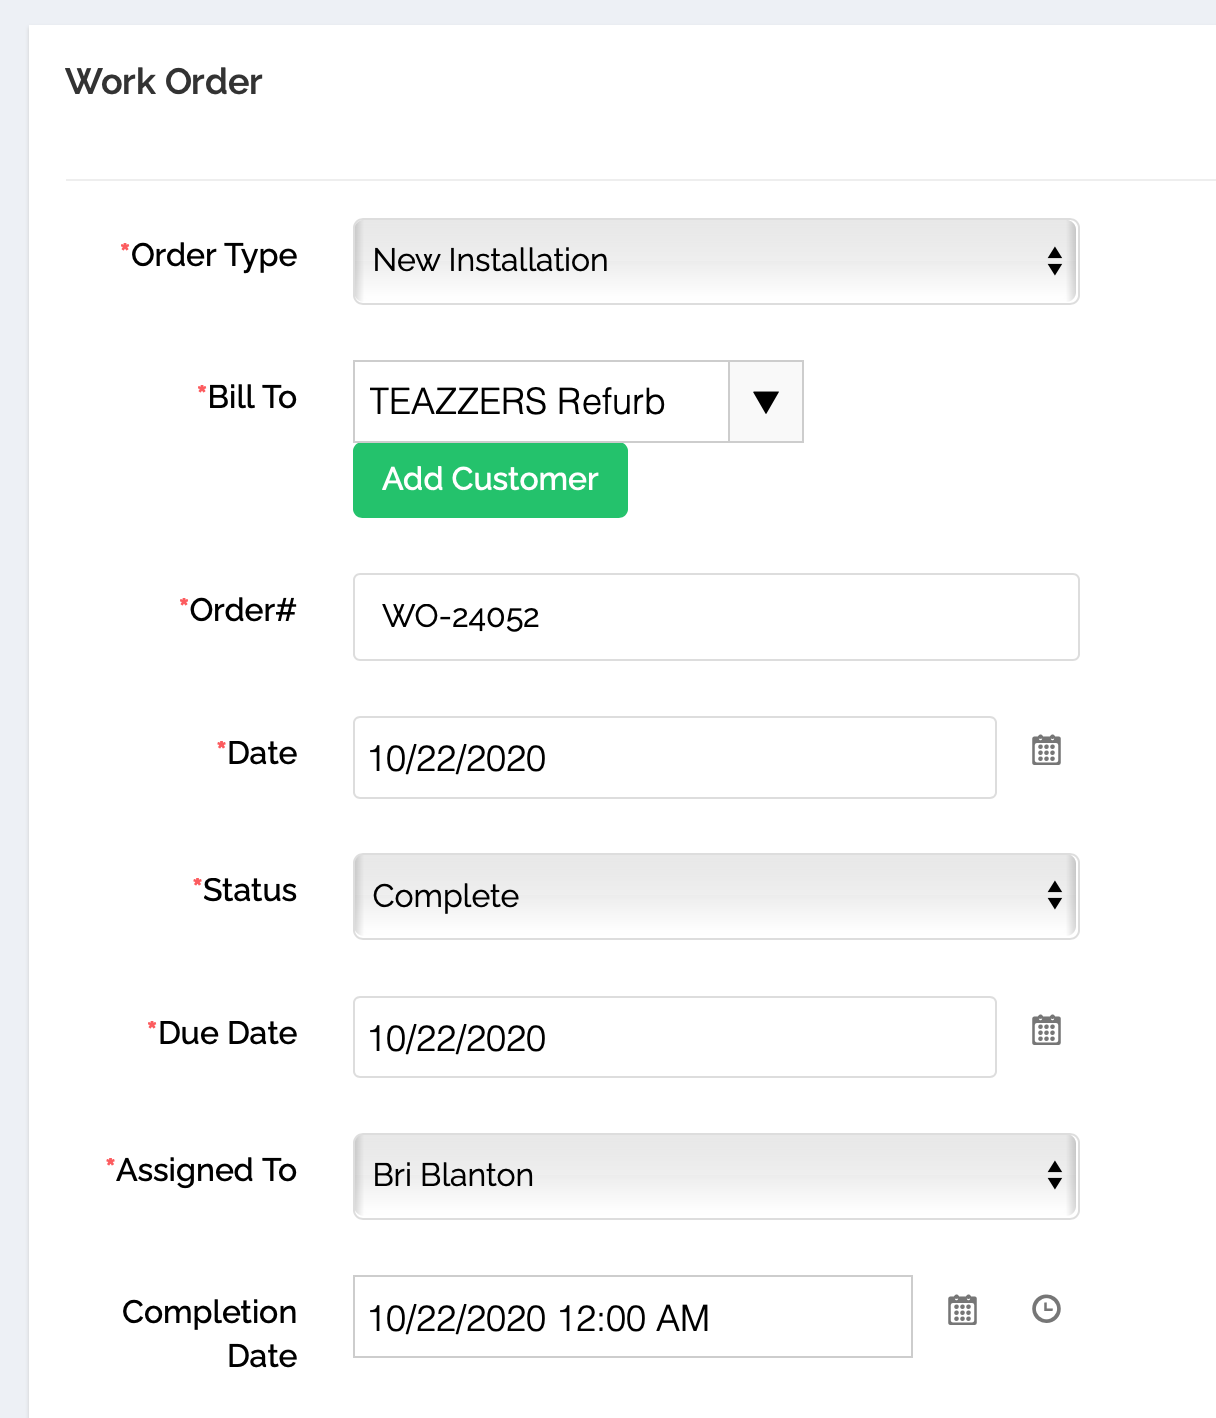 Work Order
*Order Type
New Installation
*Bill To
TEAZZERS Refurb
Add Customer
*Order#
WO-24052
*Date
10/22/2020
*Status
Complete
*Due Date
10/22/2020
*Assigned To
Bri Blanton
Completion
Date
10/22/2020 12:00 AM